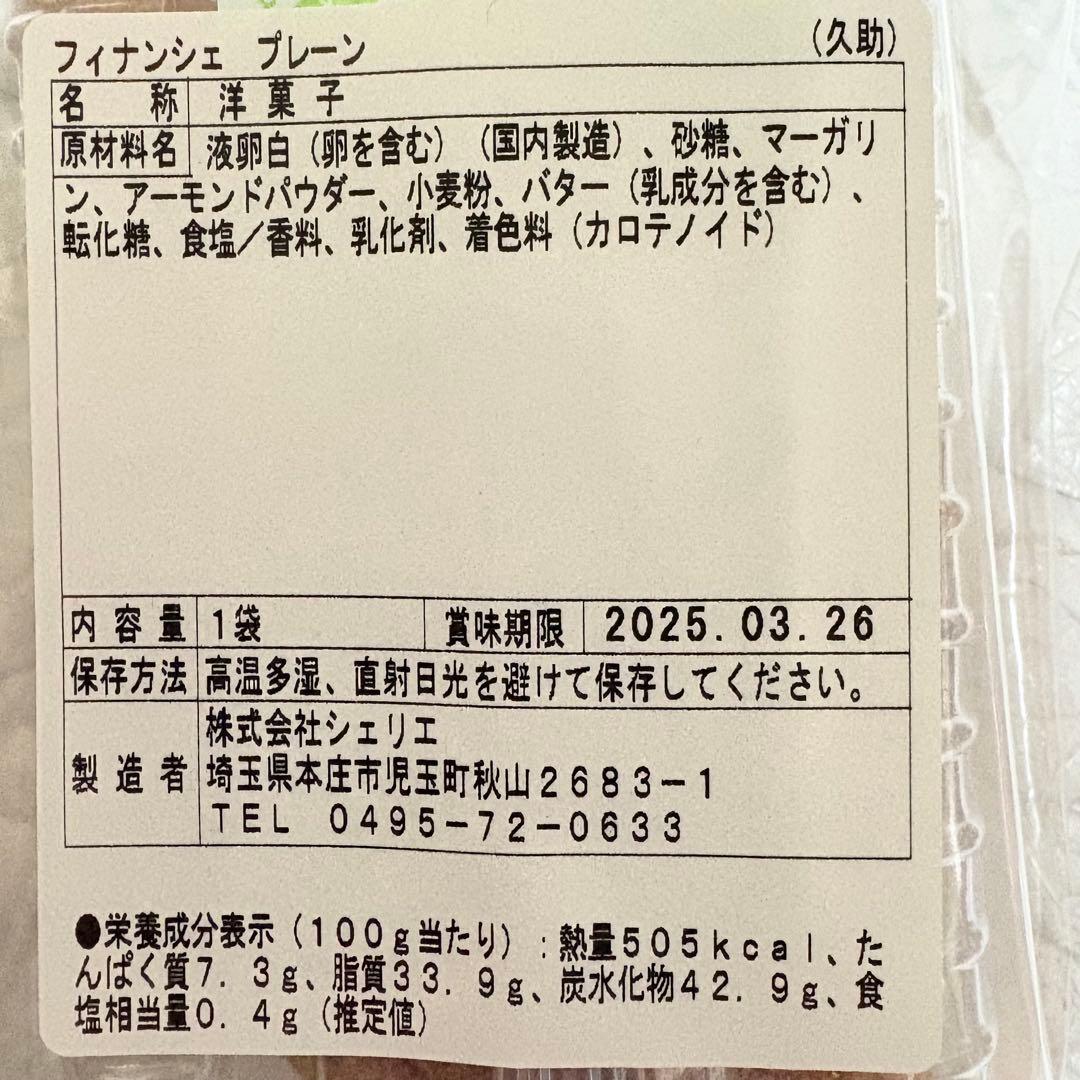 フィナンシェ プレーン (久助)
名称 洋菓子
原材料名 液卵白(卵を含む)(国内製造)、砂糖、マーガリ
ン、アーモンドパウダー、小麦粉、バター(乳成分を含む)、
転化糖、食塩/香料、乳化剤、着色料(カロテノイド)
内容量 1袋 賞味期限 2025.03.26
保存方法 高温多湿、直射日光を避けて保存してください。
株式会社シェリエ
製造者 埼玉県本庄市児玉町秋山2683-1
TEL 0495-72-0633
●栄養成分表示(100g当たり):熱量505kcal、た
んぱく質7.3g、脂質33.9g、炭水化物42.9g、食
塩相当量0.4g(推定値)